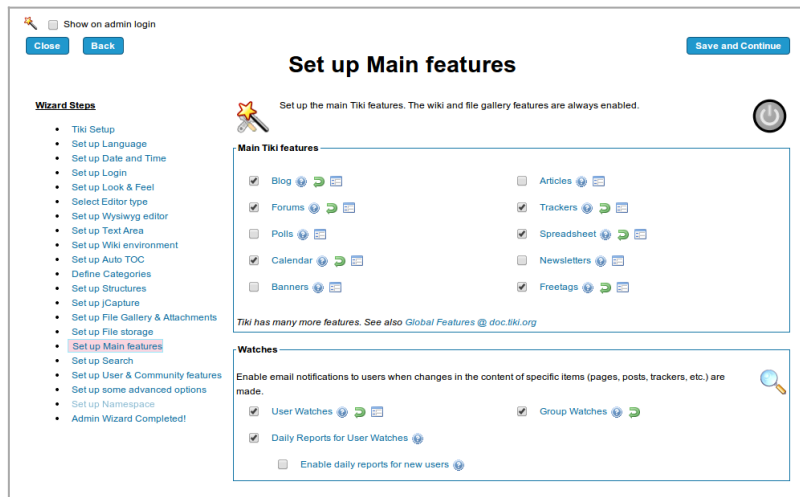 Show on admin login
Close Back Save and Continue
Set up Main features
Wizard Steps
Tiki Setup
Set up Language
Set up Date and Time
Set up Login
Set up Look & Feel
Select Editor type
Set up Wysiwyg editor
Set up Text Area
Set up Wiki environment
Set up Auto TOC
Define Categories
Set up Structures
Set up jCapture
Set up File Gallery & Attachments
Set up File storage
Set up Main features
Set up Search
Set up User & Community features
Set up some advanced options
Set up Namespace
Admin Wizard Completed!
Set up the main Tiki features. The wiki and file gallery features are always enabled.
Main Tiki features
Blog Articles
Forums Trackers
Polls Spreadsheet
Calendar Newsletters
Banners Freetags
Tiki has many more features. See also Global Features @ doc.tiki.org
Watches
Enable email notifications to users when changes in the content of specific items (pages, posts, trackers, etc.) are
made.
User Watches Group Watches
Daily Reports for User Watches
Enable daily reports for new users